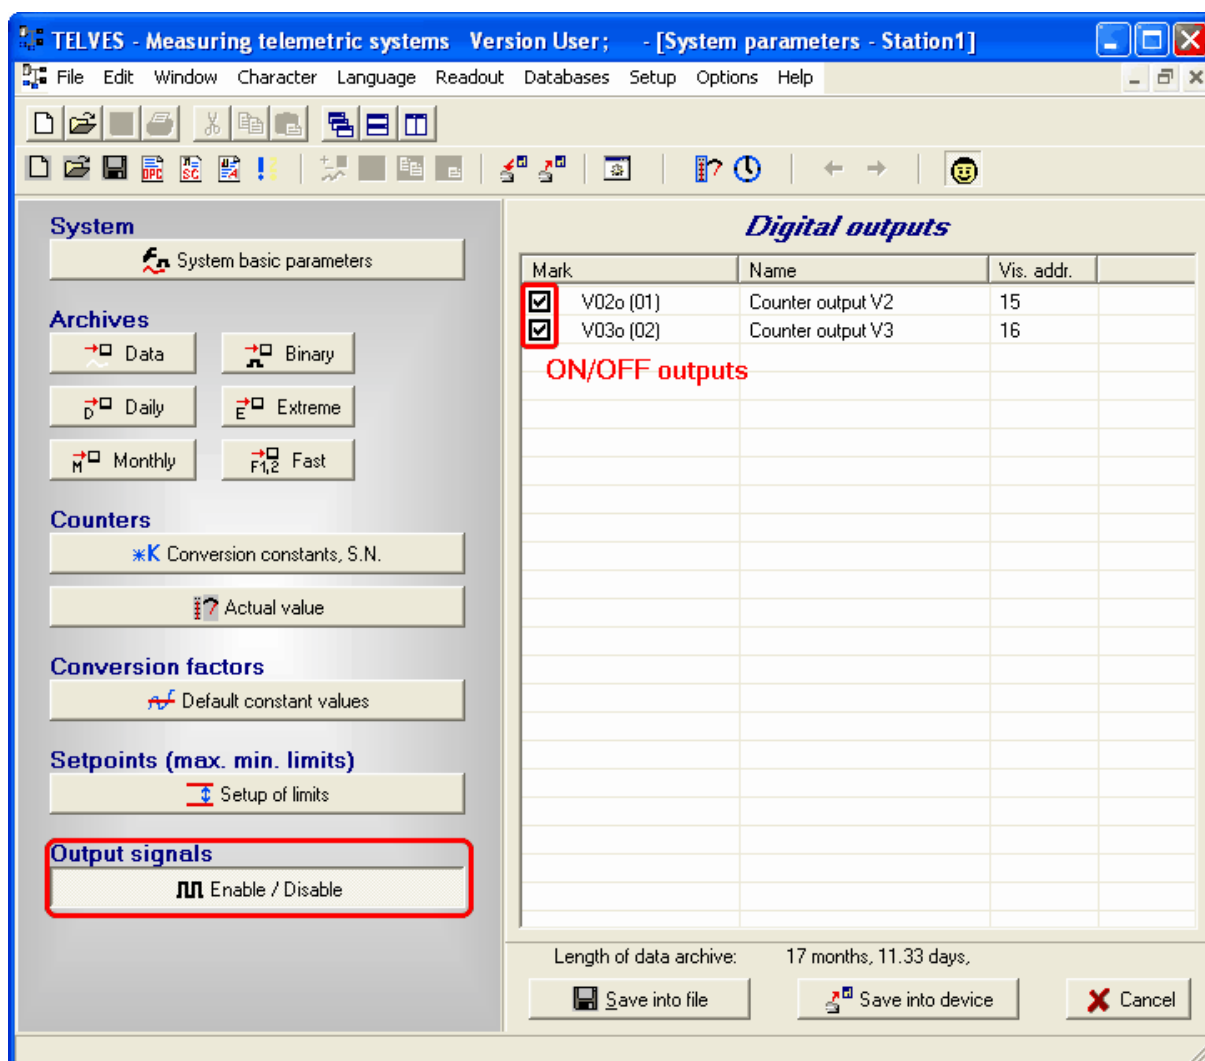 TELVES - Measuring telemetric systems   Version User;   - [System parameters - Station1]
File Edit Window Character Language Readout Databases Setup Options Help
OPC SC A
System
System basic parameters
Archives
Data
Binary
D Daily
E Extreme
M Monthly
F1,2 Fast
Counters
K Conversion constants, S.N.
Actual value
Conversion factors
Default constant values
Setpoints (max. min. limits)
Setup of limits
Output signals
Enable / Disable
Digital outputs
Mark Name Vis. addr.
V02o (01) Counter output V2 15
V03o (02) Counter output V3 16
ON/OFF outputs
Length of data archive: 17 months, 11.33 days,
Save into file
Save into device
Cancel